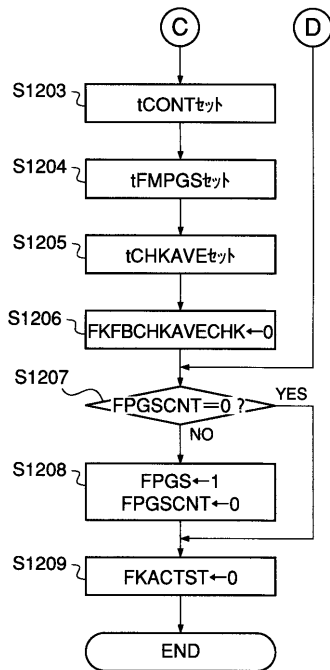 C
D
S1203
tCONTセット
S1204
tFMPGSセット
S1205
tCHKAVEセット
S1206
FKFBCHKAVECHK←0
S1207
FPGSCNT=0 ?
YES
NO
S1208
FPGS←1
FPGSCNT←0
S1209
FKACTST←0
END